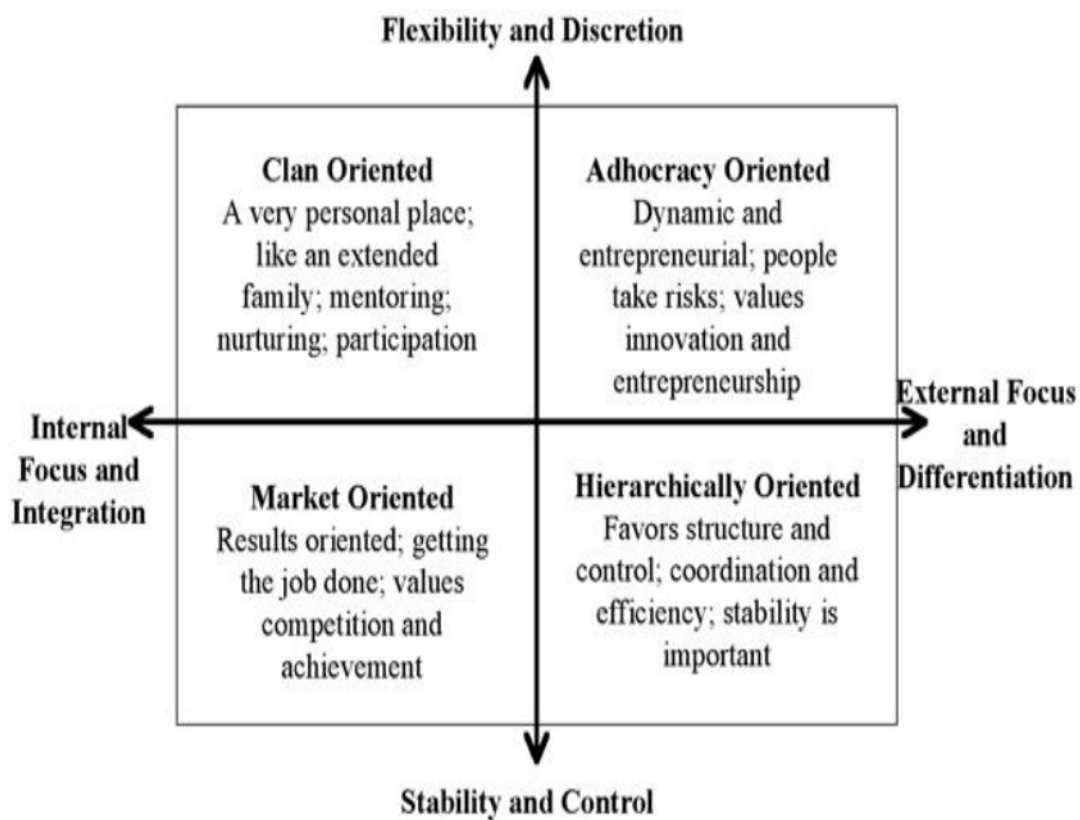 Flexibility and Discretion
Clan Oriented
A very personal place;
like an extended
family; mentoring;
nurturing; participation
Adhocracy Oriented
Dynamic and
entrepreneurial; people
take risks; values
innovation and
entrepreneurship
Internal
Focus and
Integration
External Focus
and
Differentiation
Market Oriented
Results oriented; getting
the job done; values
competition and
achievement
Hierarchically Oriented
Favors structure and
control; coordination and
efficiency; stability is
important
Stability and Control